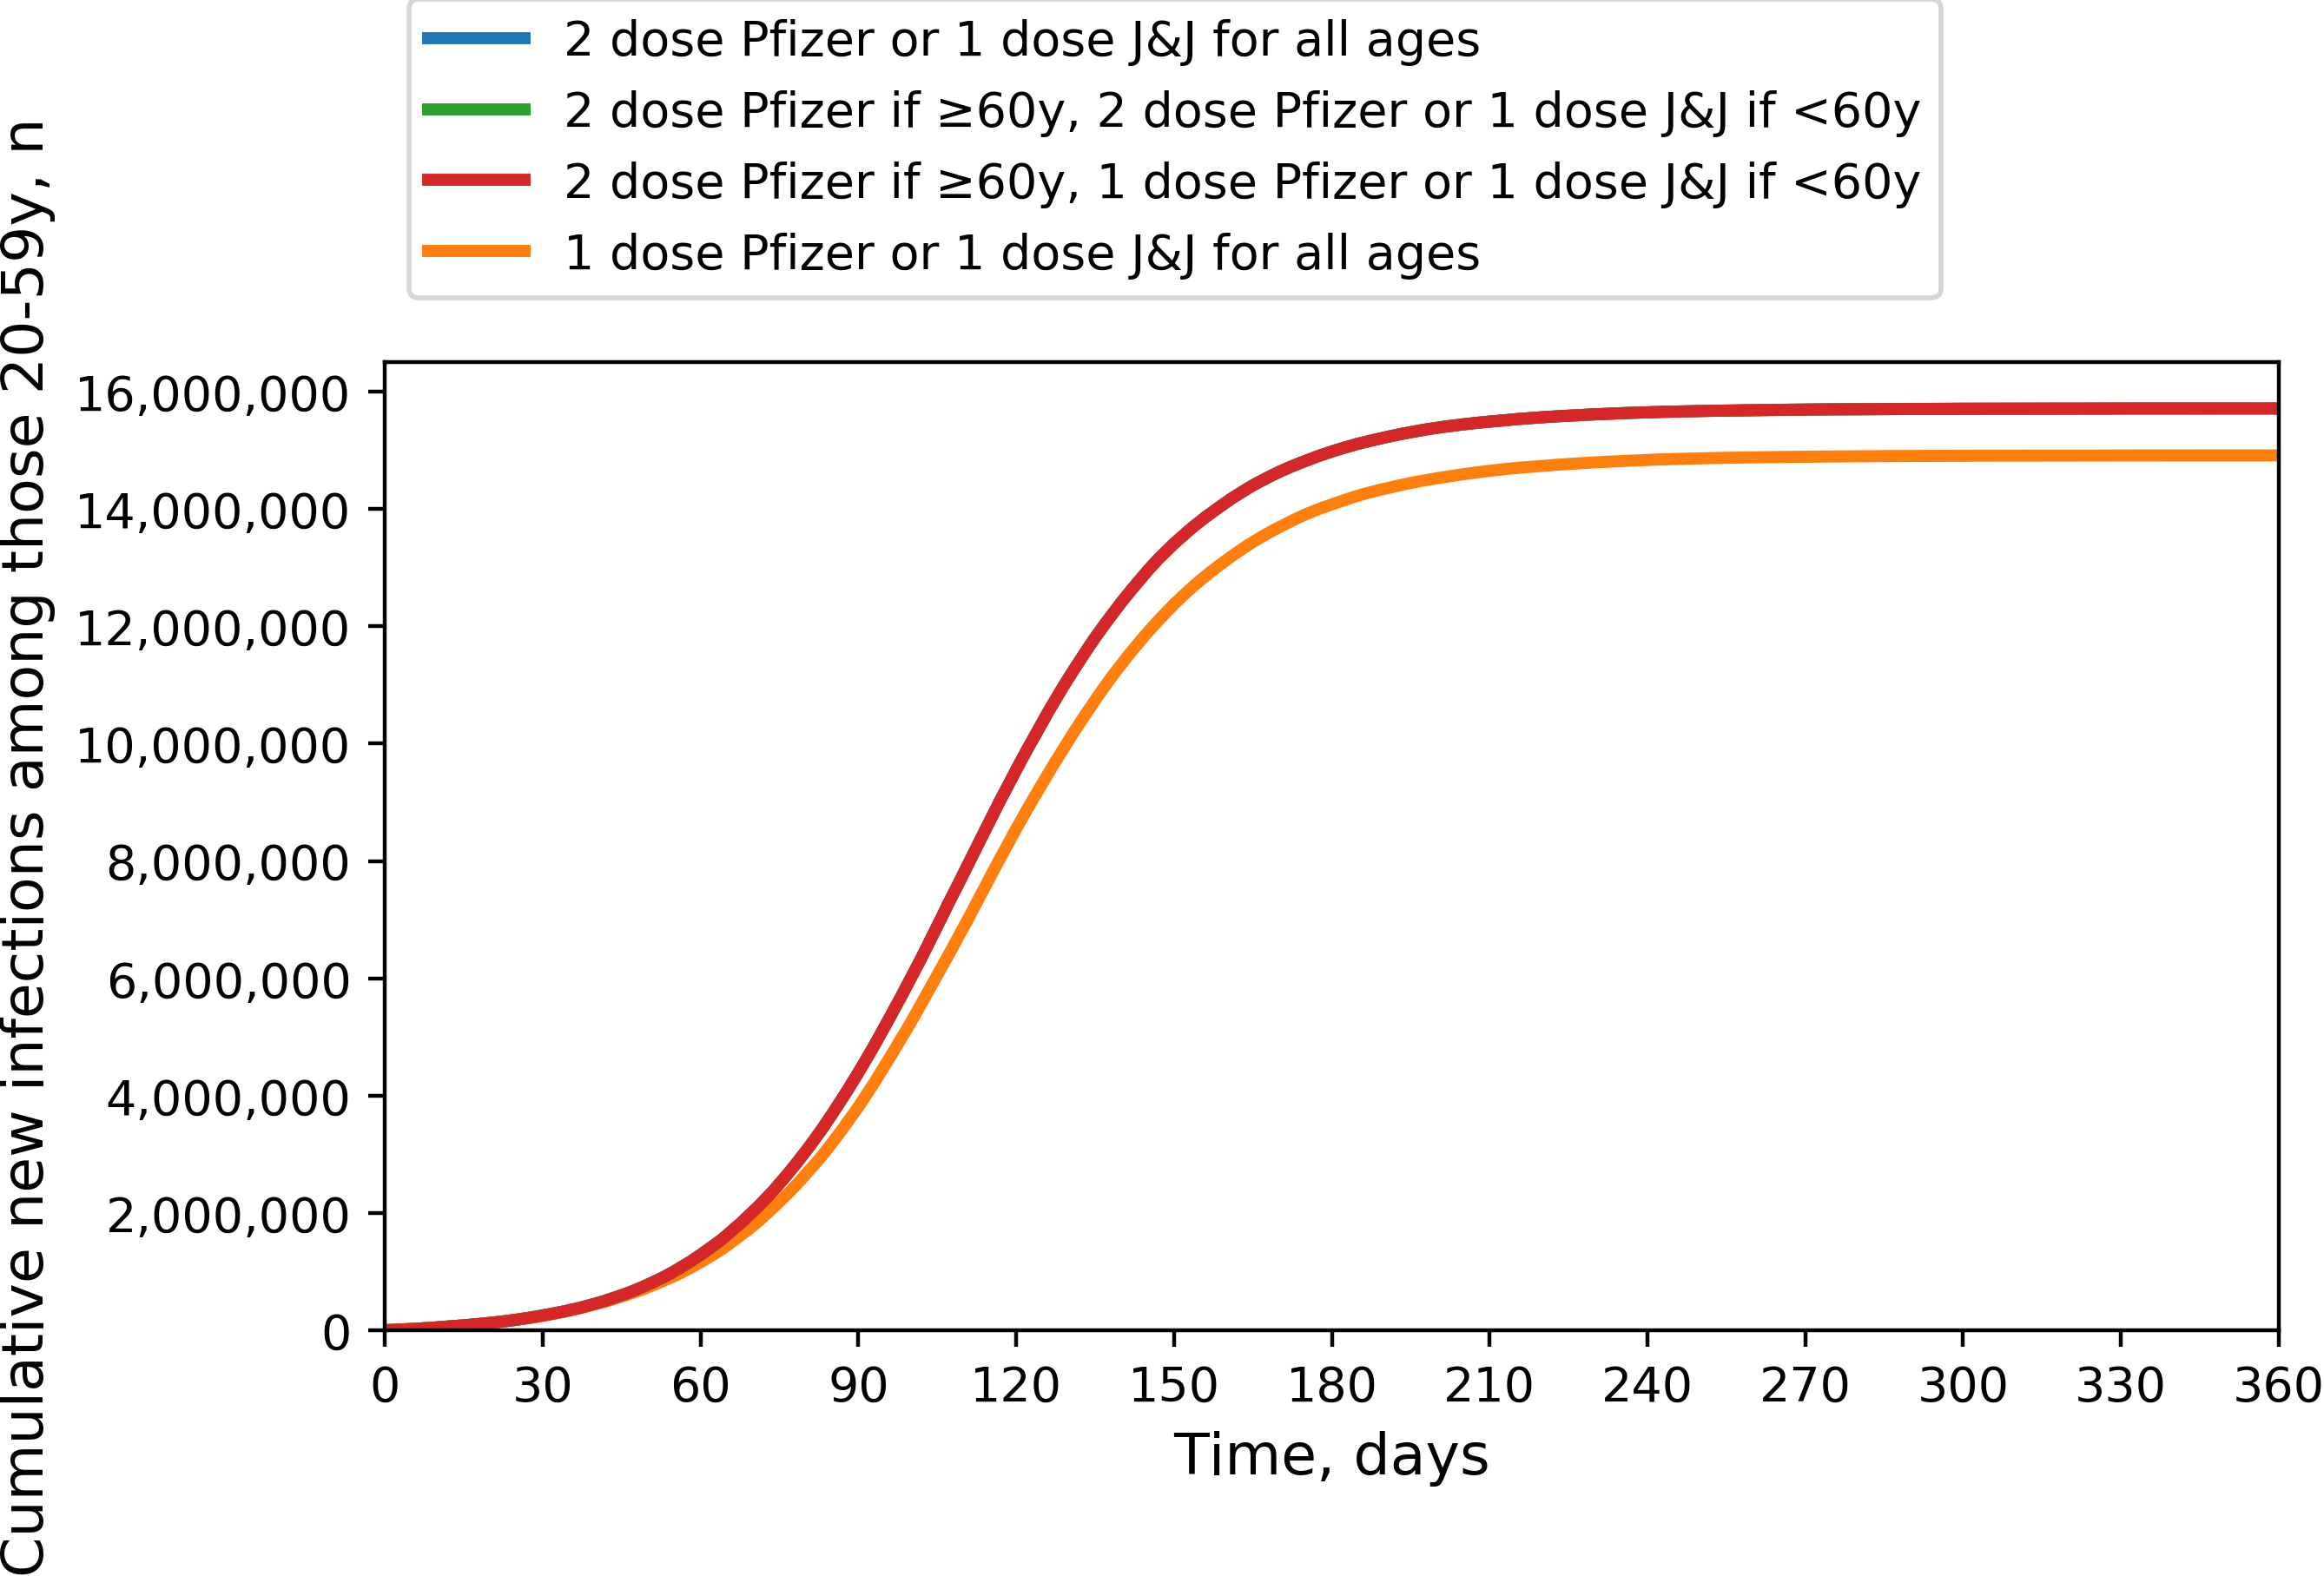 2 dose Pfizer or 1 dose J&J for all ages
2 dose Pfizer if ≥60y, 2 dose Pfizer or 1 dose J&J if <60y
2 dose Pfizer if ≥60y, 1 dose Pfizer or 1 dose J&J if <60y
1 dose Pfizer or 1 dose J&J for all ages
Cumulative new infections among those 20-59y, n
16,000,000
14,000,000
12,000,000
10,000,000
8,000,000
6,000,000
4,000,000
2,000,000
0
0 30 60 90 120 150 180 210 240 270 300 330 360
Time, days